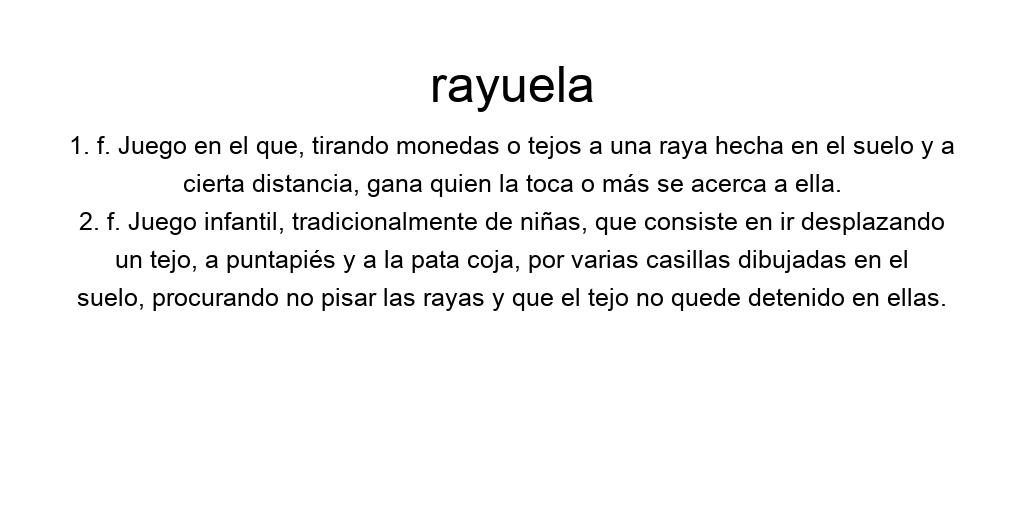 rayuela
1. f. Juego en el que, tirando monedas o tejos a una raya hecha en el suelo y a
cierta distancia, gana quien la toca o más se acerca a ella.
2. f. Juego infantil, tradicionalmente de niñas, que consiste en ir desplazando
un tejo, a puntapiés y a la pata coja, por varias casillas dibujadas en el
suelo, procurando no pisar las rayas y que el tejo no quede detenido en ellas.